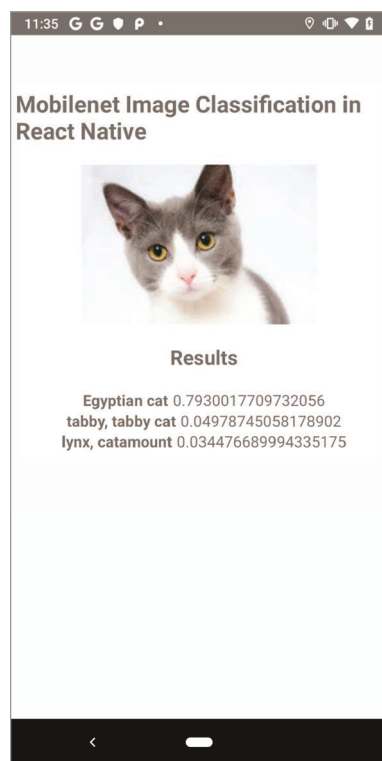 11:35 G G P
Mobilenet Image Classification in
React Native
Results
Egyptian cat 0.7930017709732056
tabby, tabby cat 0.04978745058178902
lynx, catamount 0.034476689994335175